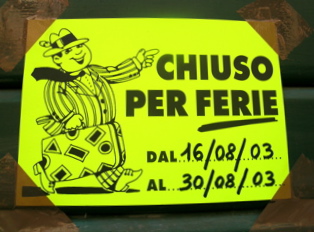 CHIUSO
PER FERIE
DAL 16/08/03
AL 30/08/03